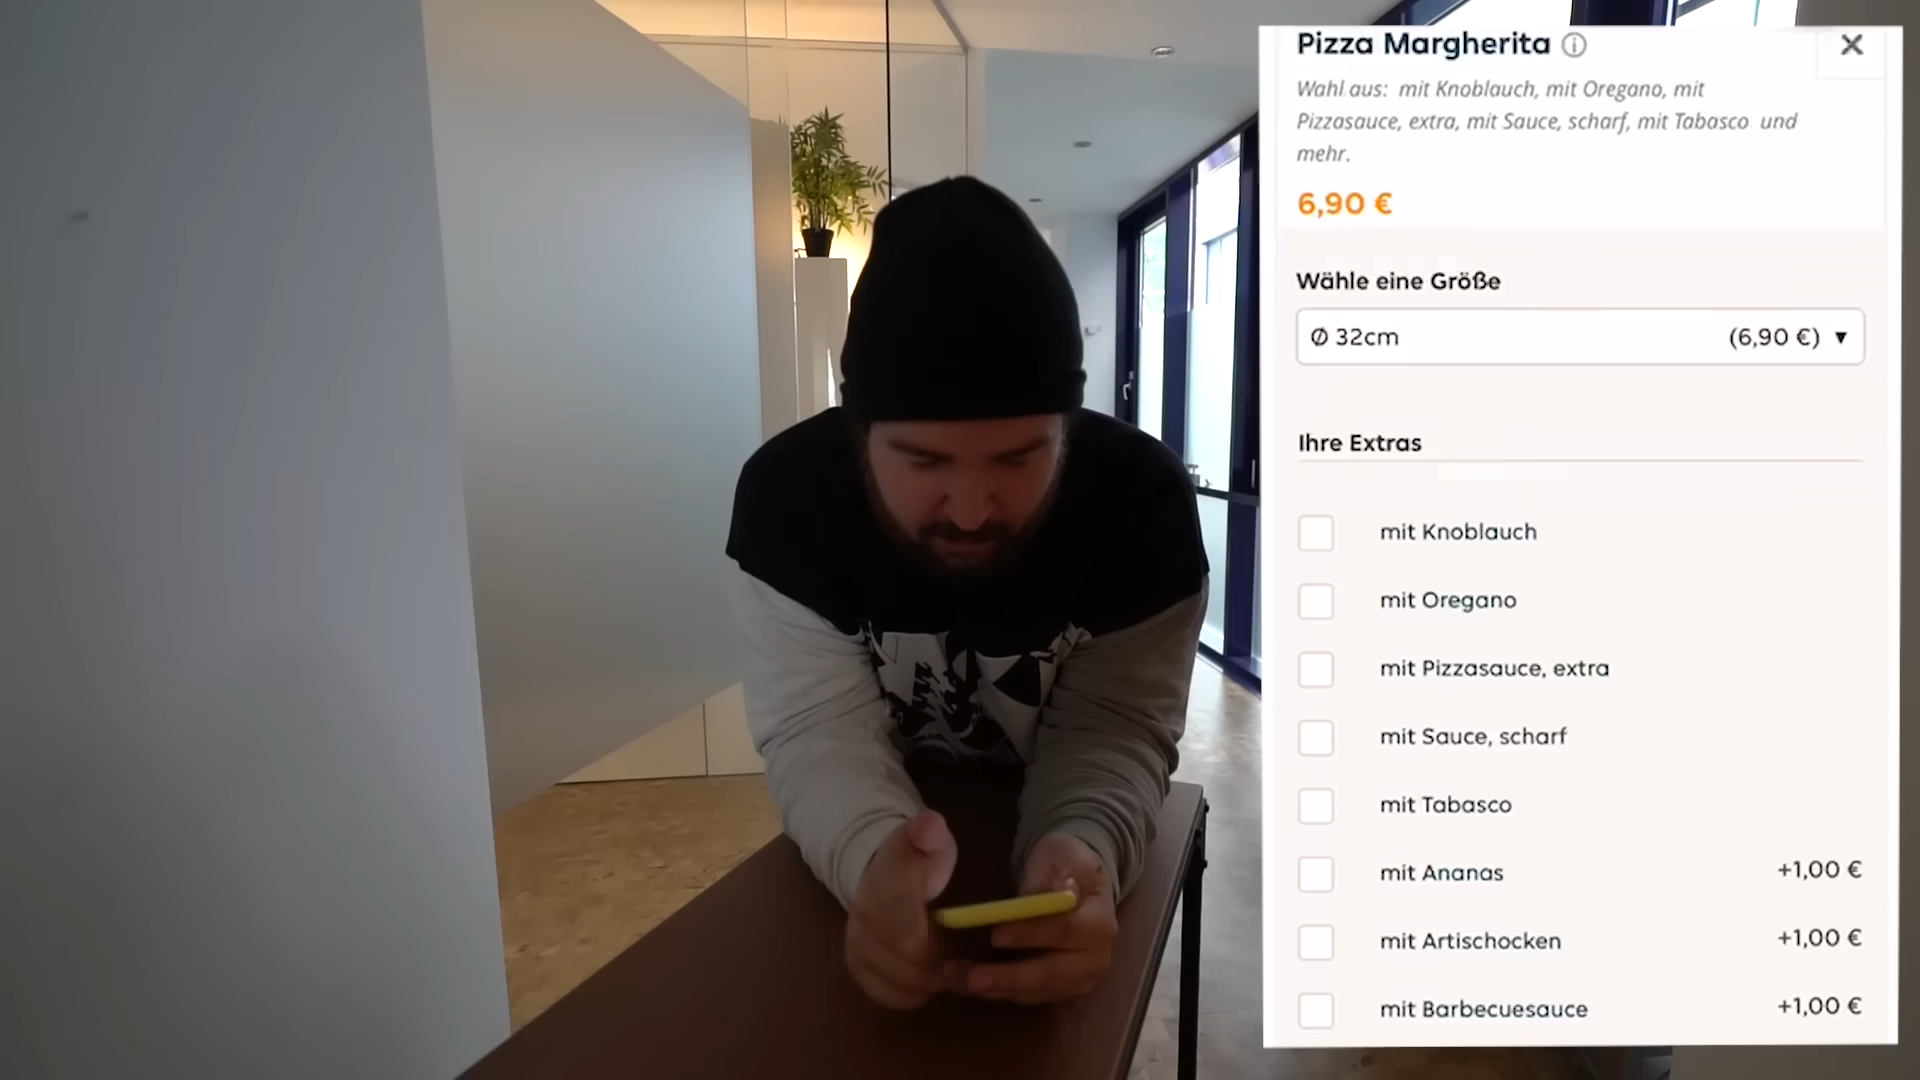 Pizza Margherita ⓘ
Wahl aus: mit Knoblauch, mit Oregano, mit
Pizzasauce, extra, mit Sauce, scharf, mit Tabasco und
mehr.
6,90 €
Wähle eine Größe
Ø 32cm (6,90 €) ▼
Ihre Extras
mit Knoblauch
mit Oregano
mit Pizzasauce, extra
mit Sauce, scharf
mit Tabasco
mit Ananas +1,00 €
mit Artischocken +1,00 €
mit Barbecuesauce +1,00 €